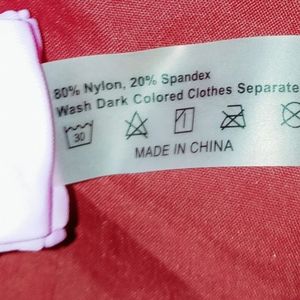 80% Nylon, 20% Spandex
Wash Dark Colored Clothes Separate
30
MADE IN CHINA